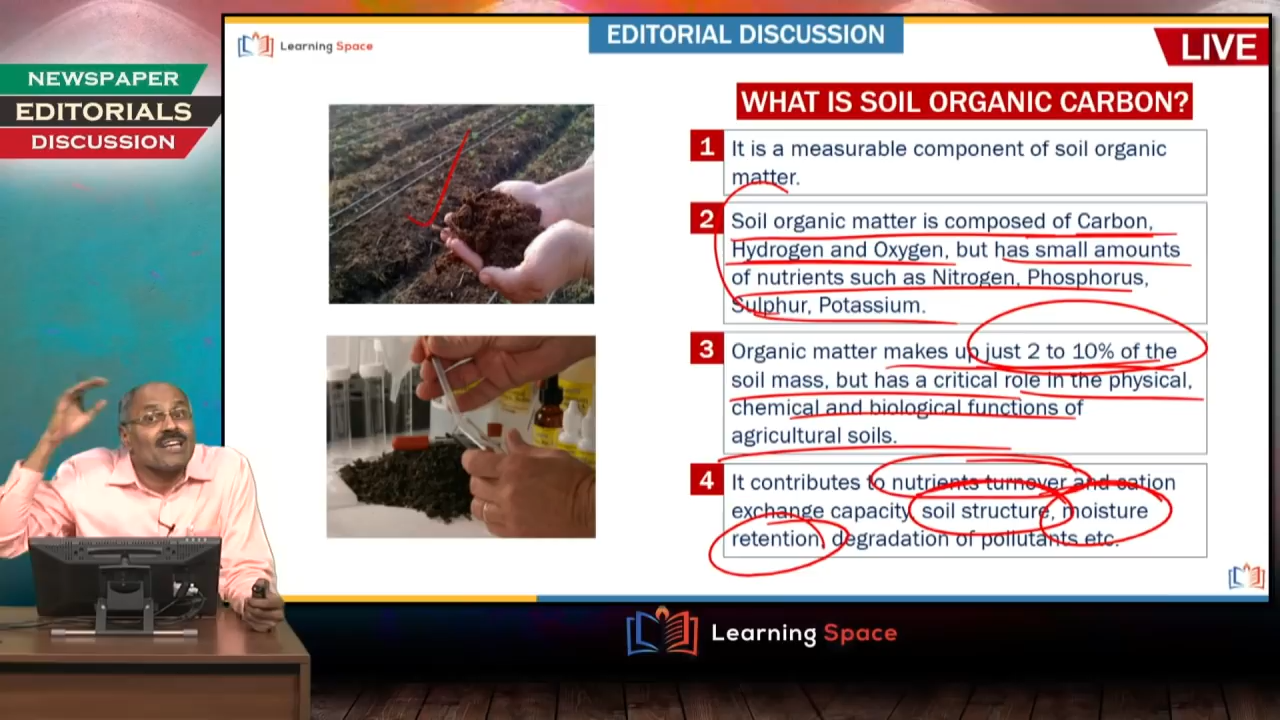 NEWSPAPER
EDITORIALS
DISCUSSION
Learning Space
EDITORIAL DISCUSSION
LIVE
WHAT IS SOIL ORGANIC CARBON?
1
It is a measurable component of soil organic
matter.
2
Soil organic matter is composed of Carbon,
Hydrogen and Oxygen, but has small amounts
of nutrients such as Nitrogen, Phosphorus,
Sulphur, Potassium.
3
Organic matter makes up just 2 to 10% of the
soil mass, but has a critical role in the physical,
chemical and biological functions of
agricultural soils.
4
It contributes to nutrients turnover and cation
exchange capacity, soil structure, moisture
retention, degradation of pollutants etc.
Learning Space